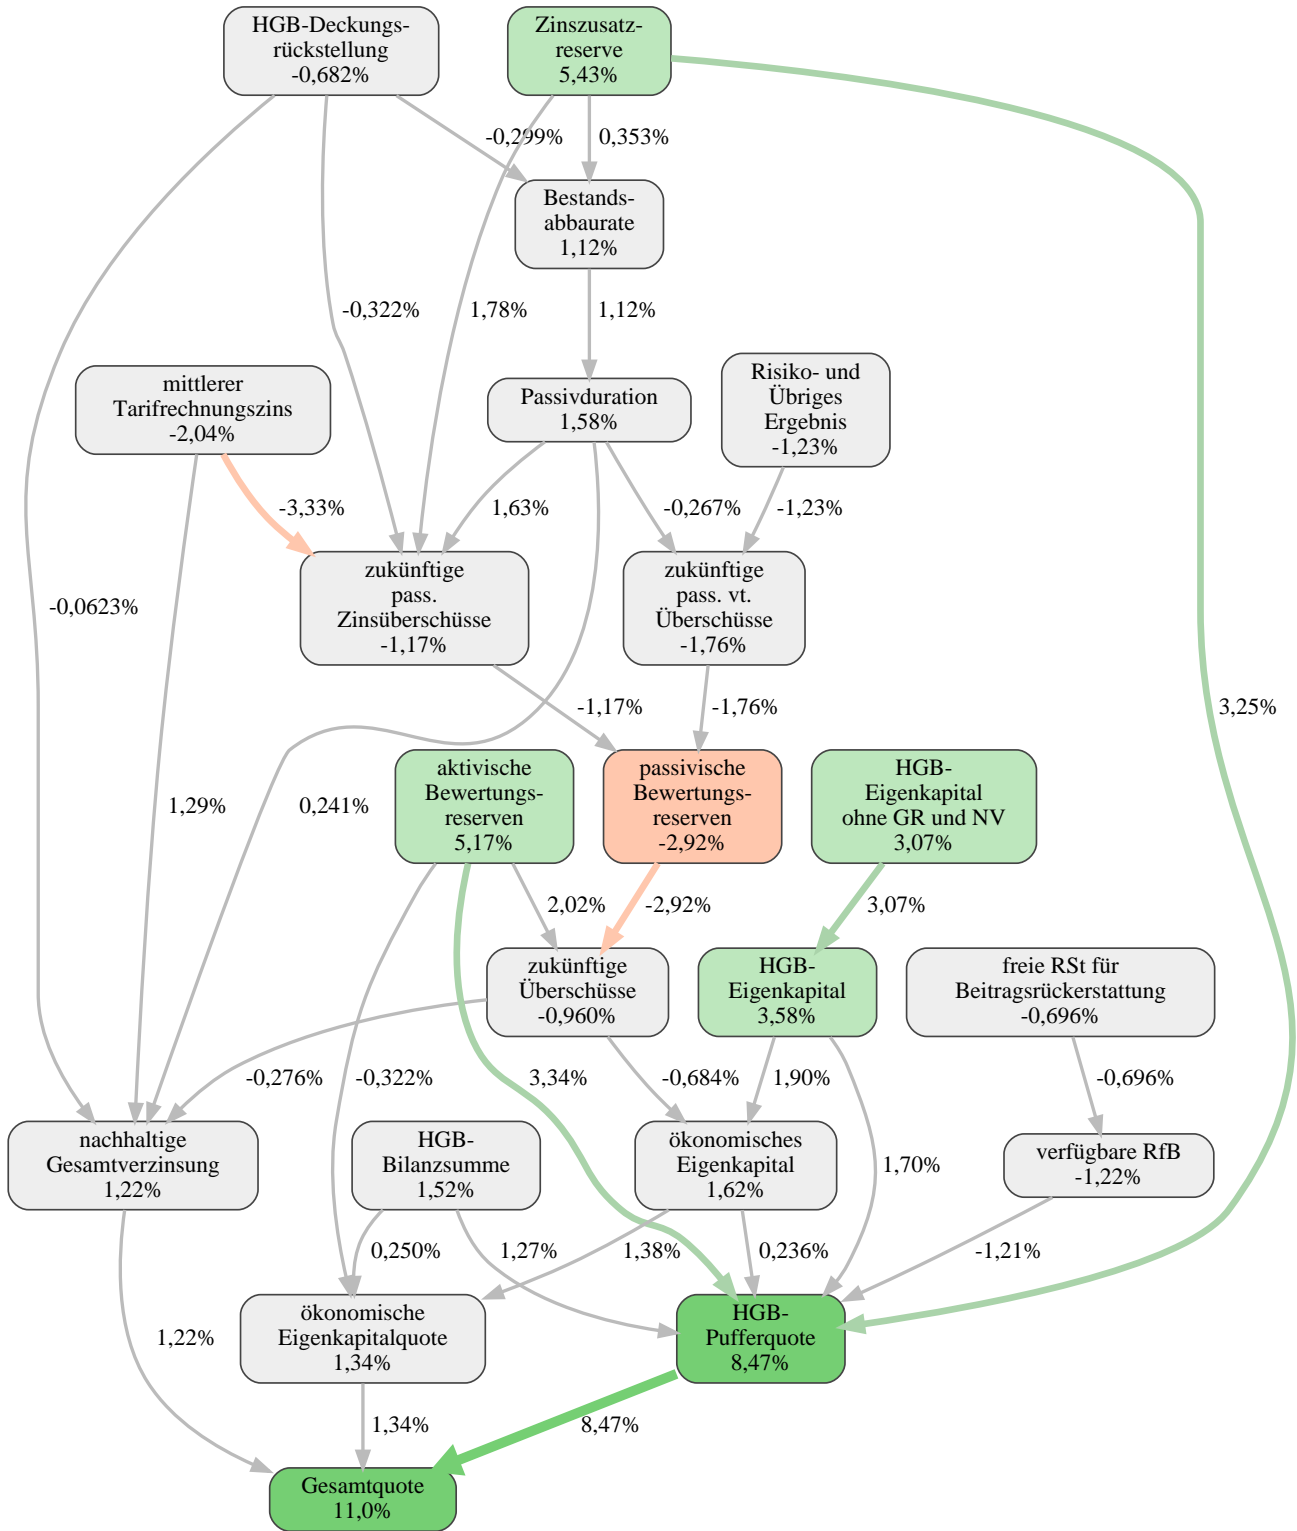 HGB-Deckungs-
rückstellung
-0,682%
Zinszusatz-
reserve
5,43%
-0,299%
0,353%
Bestands-
abbaurate
1,12%
-0,322%
1,78%
1,12%
mittlerer
Tarifrechnungszins
-2,04%
Passivduration
1,58%
Risiko- und
Übriges
Ergebnis
-1,23%
-3,33%
1,63%
-0,267%
-1,23%
-0,0623%
zukünftige
pass.
Zinsüberschüsse
-1,17%
zukünftige
pass. vt.
Überschüsse
-1,76%
-1,17%
-1,76%
3,25%
1,29%
0,241%
aktivische
Bewertungs-
reserven
5,17%
passivische
Bewertungs-
reserven
-2,92%
HGB-
Eigenkapital
ohne GR und NV
3,07%
2,02%
-2,92%
3,07%
zukünftige
Überschüsse
-0,960%
HGB-
Eigenkapital
3,58%
freie RSt für
Beitragsrückerstattung
-0,696%
-0,276%
-0,322%
3,34%
-0,684%
1,90%
-0,696%
nachhaltige
Gesamtverzinsung
1,22%
HGB-
Bilanzsumme
1,52%
ökonomisches
Eigenkapital
1,62%
1,70%
verfügbare RfB
-1,22%
0,250%
1,27%
1,38%
0,236%
-1,21%
1,22%
ökonomische
Eigenkapitalquote
1,34%
HGB-
Pufferquote
8,47%
1,34%
8,47%
Gesamtquote
11,0%